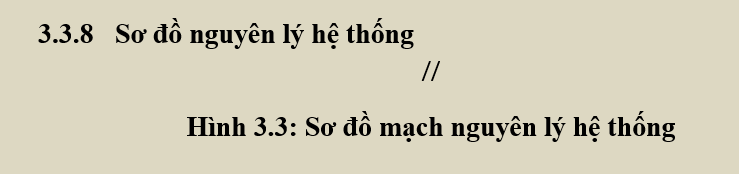 3.3.8 Sơ đồ nguyên lý hệ thống
//
Hình 3.3: Sơ đồ mạch nguyên lý hệ thống